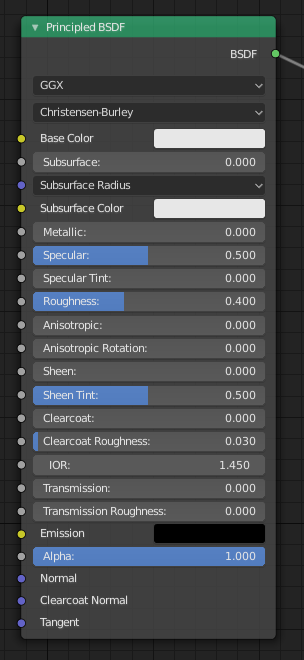 Principled BSDF
BSDF
GGX
Christensen-Burley
Base Color
Subsurface: 0.000
Subsurface Radius
Subsurface Color
Metallic: 0.000
Specular: 0.500
Specular Tint: 0.000
Roughness: 0.400
Anisotropic: 0.000
Anisotropic Rotation: 0.000
Sheen: 0.000
Sheen Tint: 0.500
Clearcoat: 0.000
Clearcoat Roughness: 0.030
IOR: 1.450
Transmission: 0.000
Transmission Roughness: 0.000
Emission
Alpha: 1.000
Normal
Clearcoat Normal
Tangent